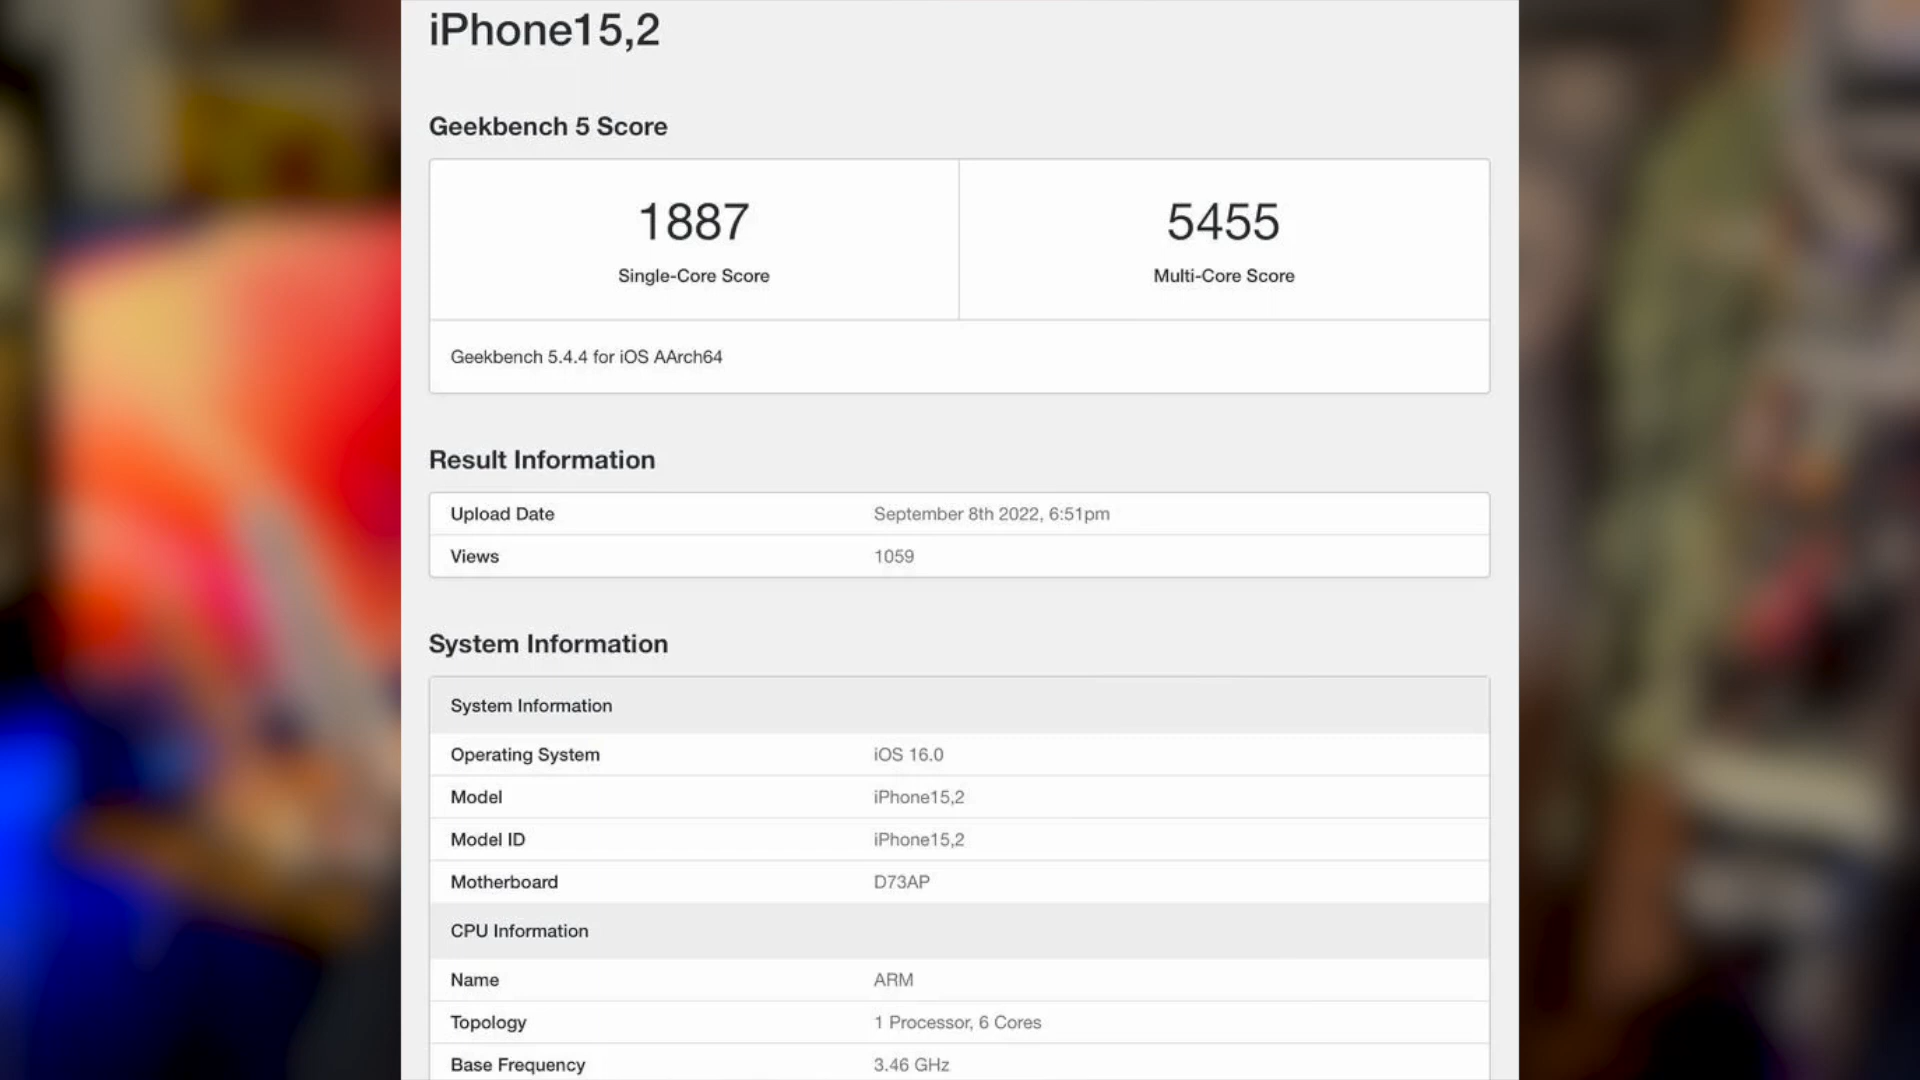 iPhone15,2
Geekbench 5 Score
1887 5455
Single-Core Score Multi-Core Score
Geekbench 5.4.4 for iOS AArch64
Result Information
Upload Date September 8th 2022, 6:51pm
Views 1059
System Information
System Information
Operating System iOS 16.0
Model iPhone15,2
Model ID iPhone15,2
Motherboard D73AP
CPU Information
Name ARM
Topology 1 Processor, 6 Cores
Base Frequency 3.46 GHz